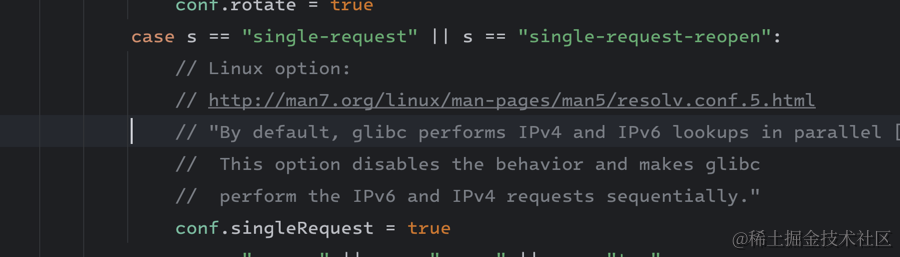 conf.rotate = true
case s == "single-request" || s == "single-request-reopen":
// Linux option:
// http://man7.org/linux/man-pages/man5/resolv.conf.5.html
// "By default, glibc performs IPv4 and IPv6 lookups in parallel [
//  This option disables the behavior and makes glibc
//  perform the IPv6 and IPv4 requests sequentially."
conf.singleRequest = true
@稀土掘金技术社区